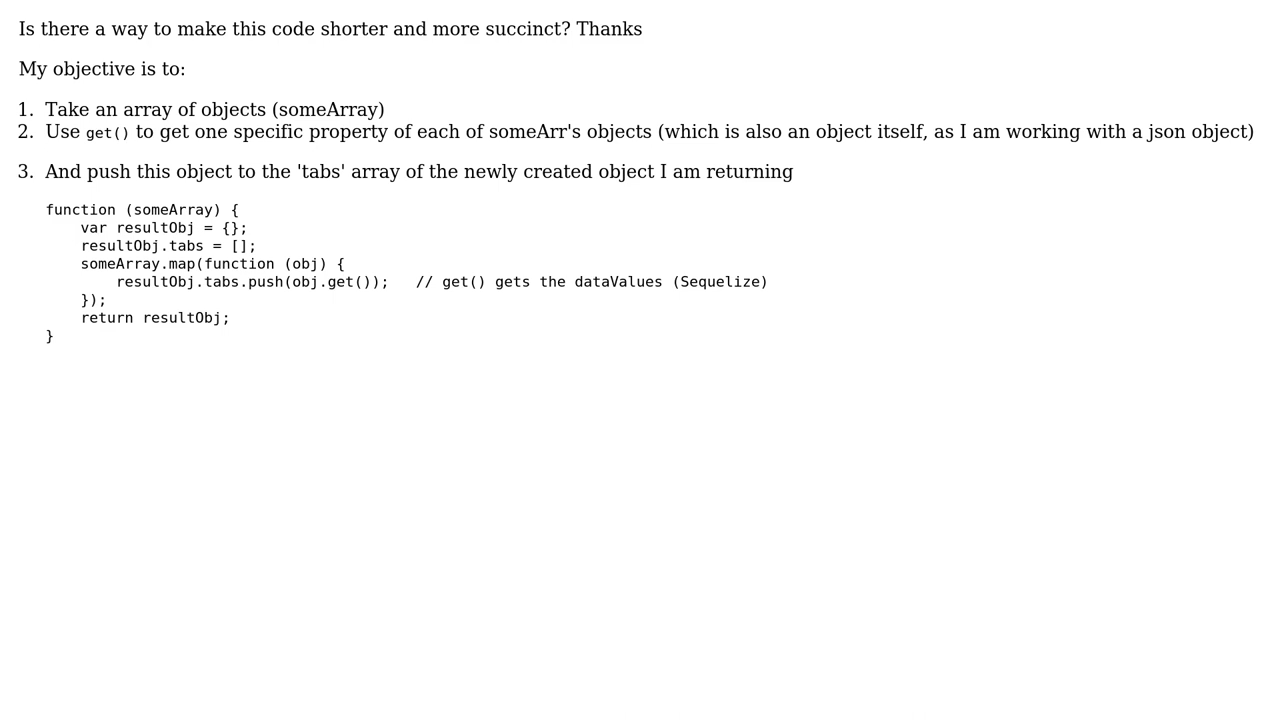 Is there a way to make this code shorter and more succinct? Thanks
My objective is to:
1. Take an array of objects (someArray)
2. Use get() to get one specific property of each of someArr's objects (which is also an object itself, as I am working with a json object)
3. And push this object to the 'tabs' array of the newly created object I am returning
function (someArray) {
    var resultObj = {};
    resultObj.tabs = [];
    someArray.map(function (obj) {
        resultObj.tabs.push(obj.get());   // get() gets the dataValues (Sequelize)
    });
    return resultObj;
}